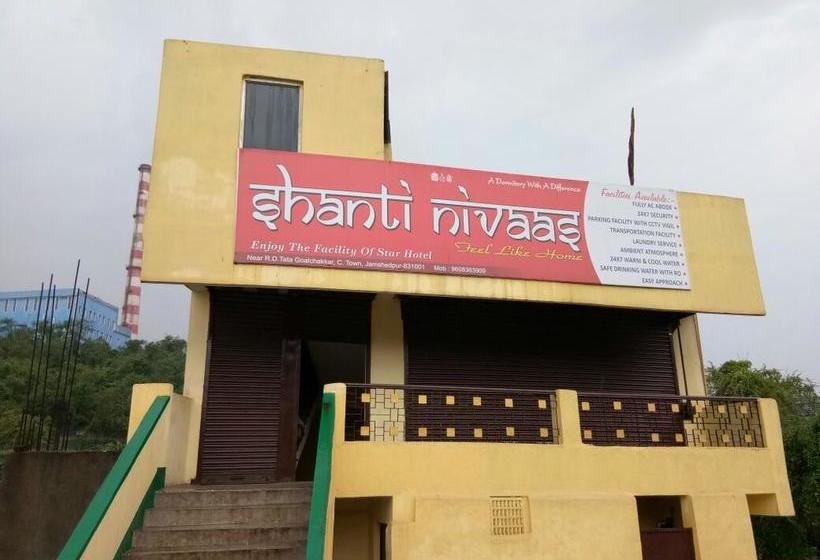 A Dormitory With A Difference
Shanti Nivaas
Enjoy The Facility Of Star Hotel
Feel Like Home
Near R.D.Tata Goalchakkar, C. Town, Jamshedpur-831001 Mob : 9608363909
Facilities Available:-
FULLY AC ABODE
24X7 SECURITY
PARKING FACILITY WITH CCTV VIGIL
TRANSPORTATION FACILITY
LAUNDRY SERVICE
AMBIENT ATMOSPHERE
24X7 WARM & COOL WATER
SAFE DRINKING WATER WITH RO
EASY APPROACH